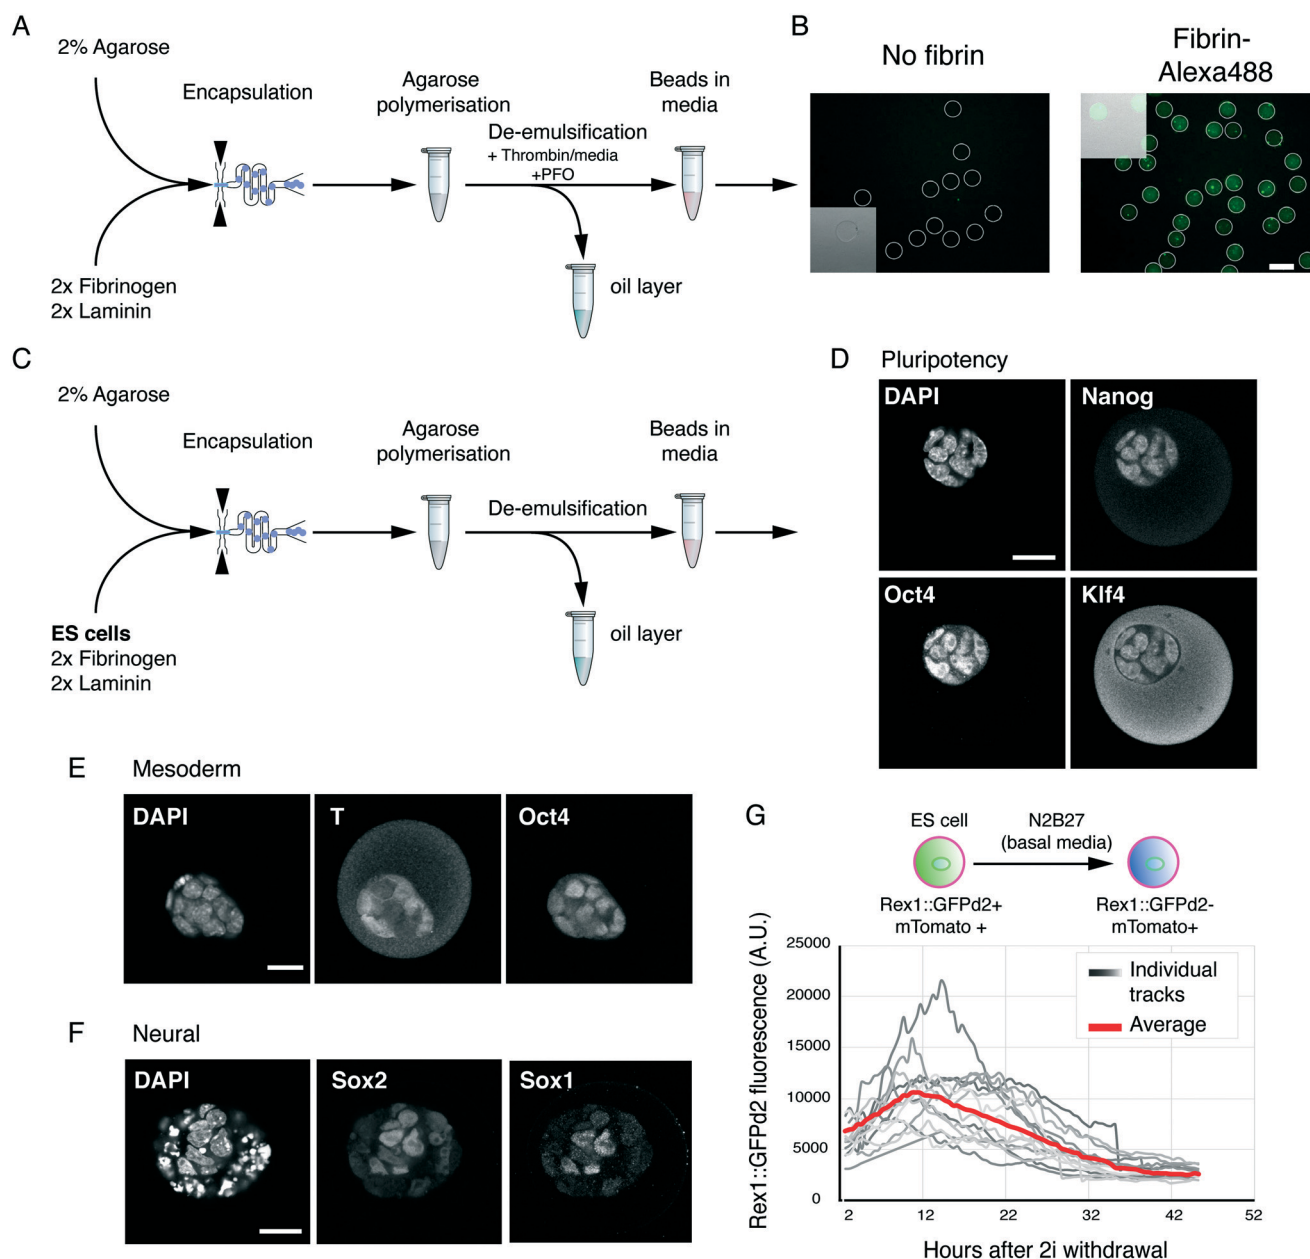 A
2% Agarose
Encapsulation
Agarose
polymerisation
De-emulsification
+ Thrombin/media
+PFO
Beads in
media
2x Fibrinogen
2x Laminin
oil layer
B
No fibrin
Fibrin-
Alexa488
C
2% Agarose
Encapsulation
Agarose
polymerisation
De-emulsification
Beads in
media
ES cells
2x Fibrinogen
2x Laminin
oil layer
D Pluripotency
DAPI
Nanog
Oct4
Klf4
E Mesoderm
DAPI
T
Oct4
F Neural
DAPI
Sox2
Sox1
G
ES cell
N2B27
(basal media)
Rex1::GFPd2+
mTomato +
Rex1::GFPd2-
mTomato+
Rex1::GFPd2 fluorescence (A.U.)
25000
20000
15000
10000
5000
0
Individual
tracks
Average
2 12 22 32 42 52
Hours after 2i withdrawal